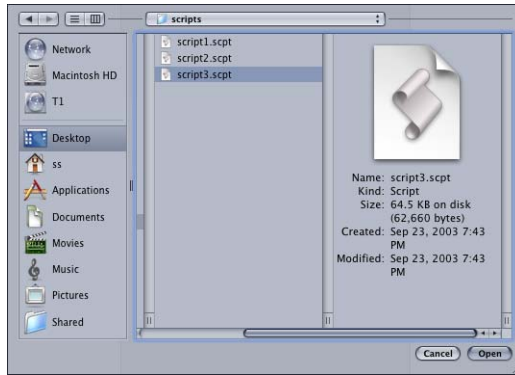 scripts
Network
Macintosh HD
T1
Desktop
ss
Applications
Documents
Movies
Music
Pictures
Shared
script1.scpt
script2.scpt
script3.scpt
Name: script3.scpt
Kind: Script
Size: 64.5 KB on disk
(62,660 bytes)
Created: Sep 23, 2003 7:43
PM
Modified: Sep 23, 2003 7:43
PM
Cancel
Open